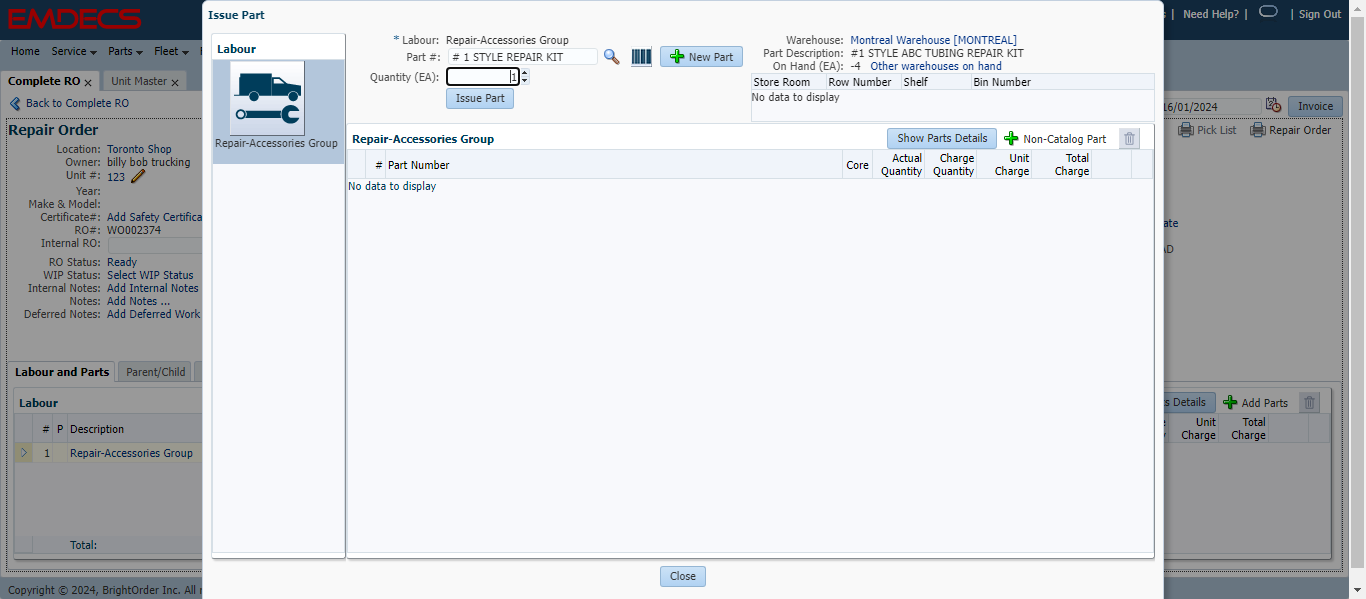 EMDECS
Need Help? | | Sign Out
Home Service Parts Fleet
Complete RO Unit Master
Back to Complete RO
16/01/2024 Invoice
Pick List Repair Order
Repair Order
Location: Toronto Shop
Owner: billy bob trucking
Unit #: 123
Year:
Make & Model:
Certificate#: Add Safety Certifica
RO#: WO002374
Internal RO:
RO Status: Ready
WIP Status: Select WIP Status
Internal Notes: Add Internal Notes
Notes: Add Notes ...
Deferred Notes: Add Deferred Work
Labour and Parts Parent/Child
Labour
# P Description
1 Repair-Accessories Group
Total:
Details Add Parts
Unit Charge Total Charge
Copyright © 2024, BrightOrder Inc. All
Issue Part
Labour
Repair-Accessories Group
* Labour: Repair-Accessories Group
Part #: # 1 STYLE REPAIR KIT New Part
Quantity (EA): 1
Issue Part
Warehouse: Montreal Warehouse [MONTREAL]
Part Description: #1 STYLE ABC TUBING REPAIR KIT
On Hand (EA): -4 Other warehouses on hand
Store Room Row Number Shelf Bin Number
No data to display
Repair-Accessories Group Show Parts Details Non-Catalog Part
# Part Number Core Actual Quantity Charge Quantity Unit Charge Total Charge
No data to display
Close